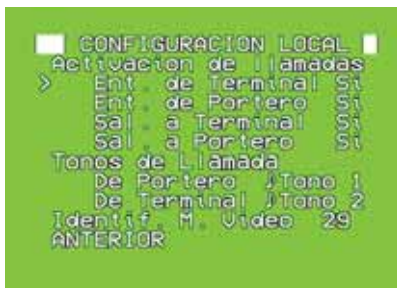 CONFIGURACION LOCAL
Activacion de llamadas
> Ent. de Terminal Si
Ent. de Portero Si
Sal. a Terminal Si
Sal. a Portero Si
Tonos de Llamada
De Portero ♪Tono 1
De Terminal ♪Tono 2
Identif. M. Video 29
ANTERIOR